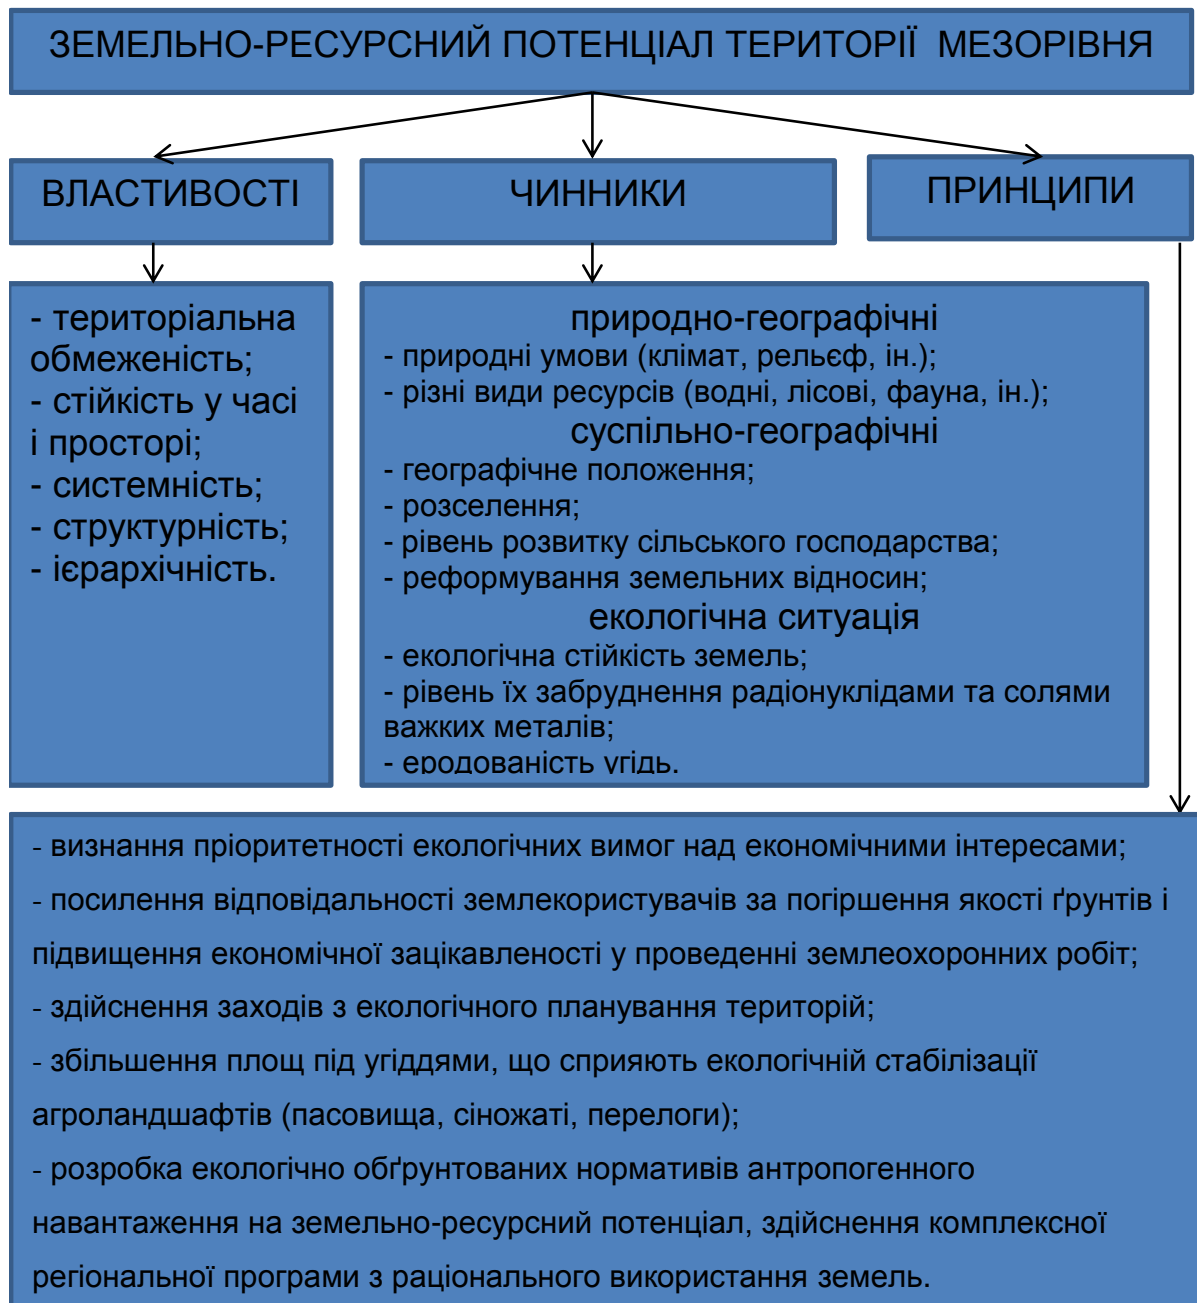 ЗЕМЕЛЬНО-РЕСУРСНИЙ ПОТЕНЦІАЛ ТЕРИТОРІЇ МЕЗОРІВНЯ
ВЛАСТИВОСТІ
ЧИННИКИ
ПРИНЦИПИ
- територіальна
обмеженість;
- стійкість у часі
і просторі;
- системність;
- структурність;
- ієрархічність.
природно-географічні
- природні умови (клімат, рельєф, ін.);
- різні види ресурсів (водні, лісові, фауна, ін.);
суспільно-географічні
- географічне положення;
- розселення;
- рівень розвитку сільського господарства;
- реформування земельних відносин;
екологічна ситуація
- екологічна стійкість земель;
- рівень їх забруднення радіонуклідами та солями
важких металів;
- еродованість угідь.
- визнання пріоритетності екологічних вимог над економічними інтересами;
- посилення відповідальності землекористувачів за погіршення якості ґрунтів і
підвищення економічної зацікавленості у проведенні землеохоронних робіт;
- здійснення заходів з екологічного планування територій;
- збільшення площ під угіддями, що сприяють екологічній стабілізації
агроландшафтів (пасовища, сіножаті, перелоги);
- розробка екологічно обґрунтованих нормативів антропогенного
навантаження на земельно-ресурсний потенціал, здійснення комплексної
регіональної програми з раціонального використання земель.